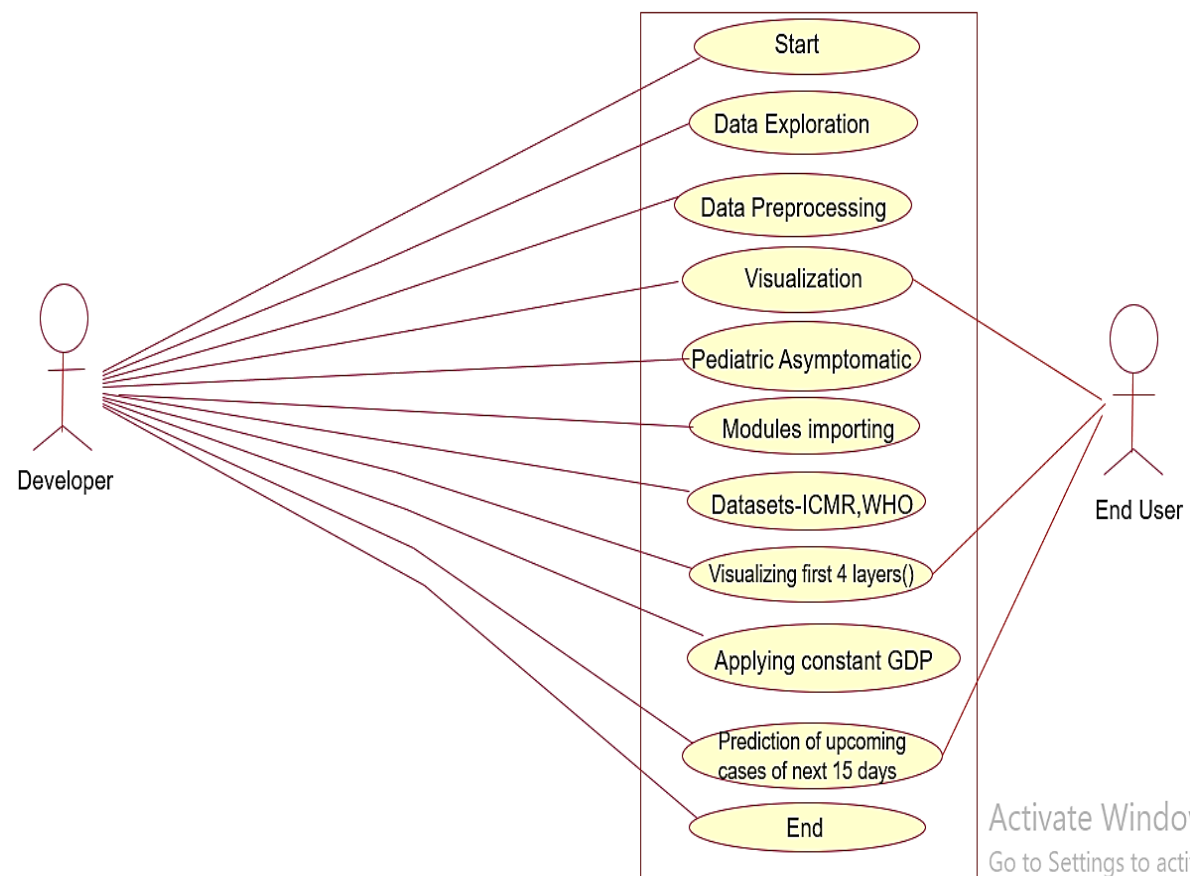 Start
Data Exploration
Data Preprocessing
Visualization
Pediatric Asymptomatic
Modules importing
Developer
Datasets-ICMR,WHO
End User
Visualizing first 4 layers()
Applying constant GDP
Prediction of upcoming
cases of next 15 days
End
Activate Windo
Go to Settings to acti